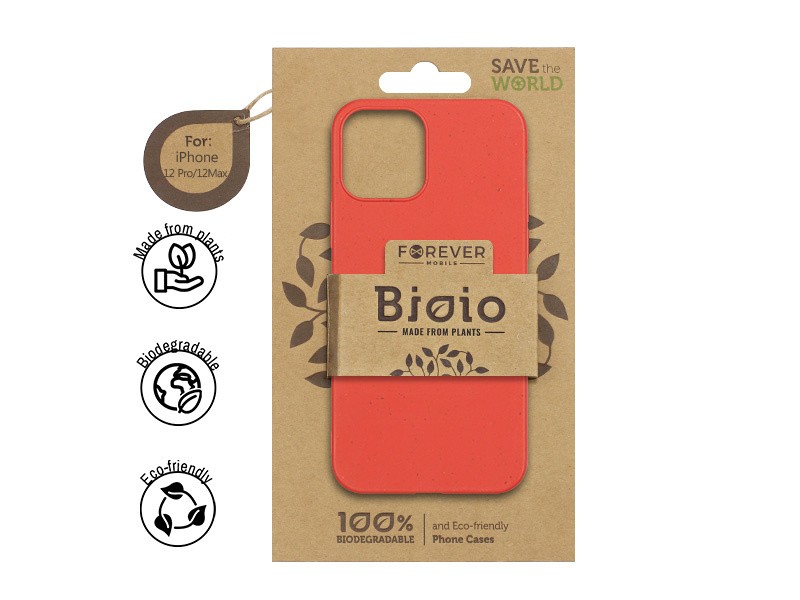 SAVE the
WORLD
For:
iPhone
12 Pro/12Max
Made from plants
Biodegradable
Eco-friendly
FOREVER
MOBILE
Bioio
MADE FROM PLANTS
100%
BIODEGRADABLE
and Eco-friendly
Phone Cases